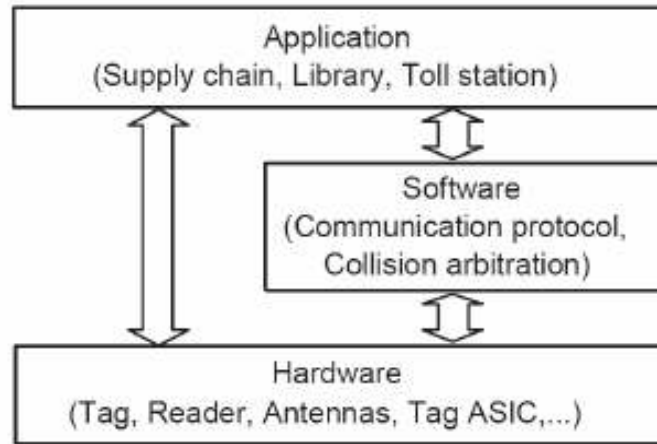 Application
(Supply chain, Library, Toll station)
Software
(Communication protocol,
Collision arbitration)
Hardware
(Tag, Reader, Antennas, Tag ASIC,...)